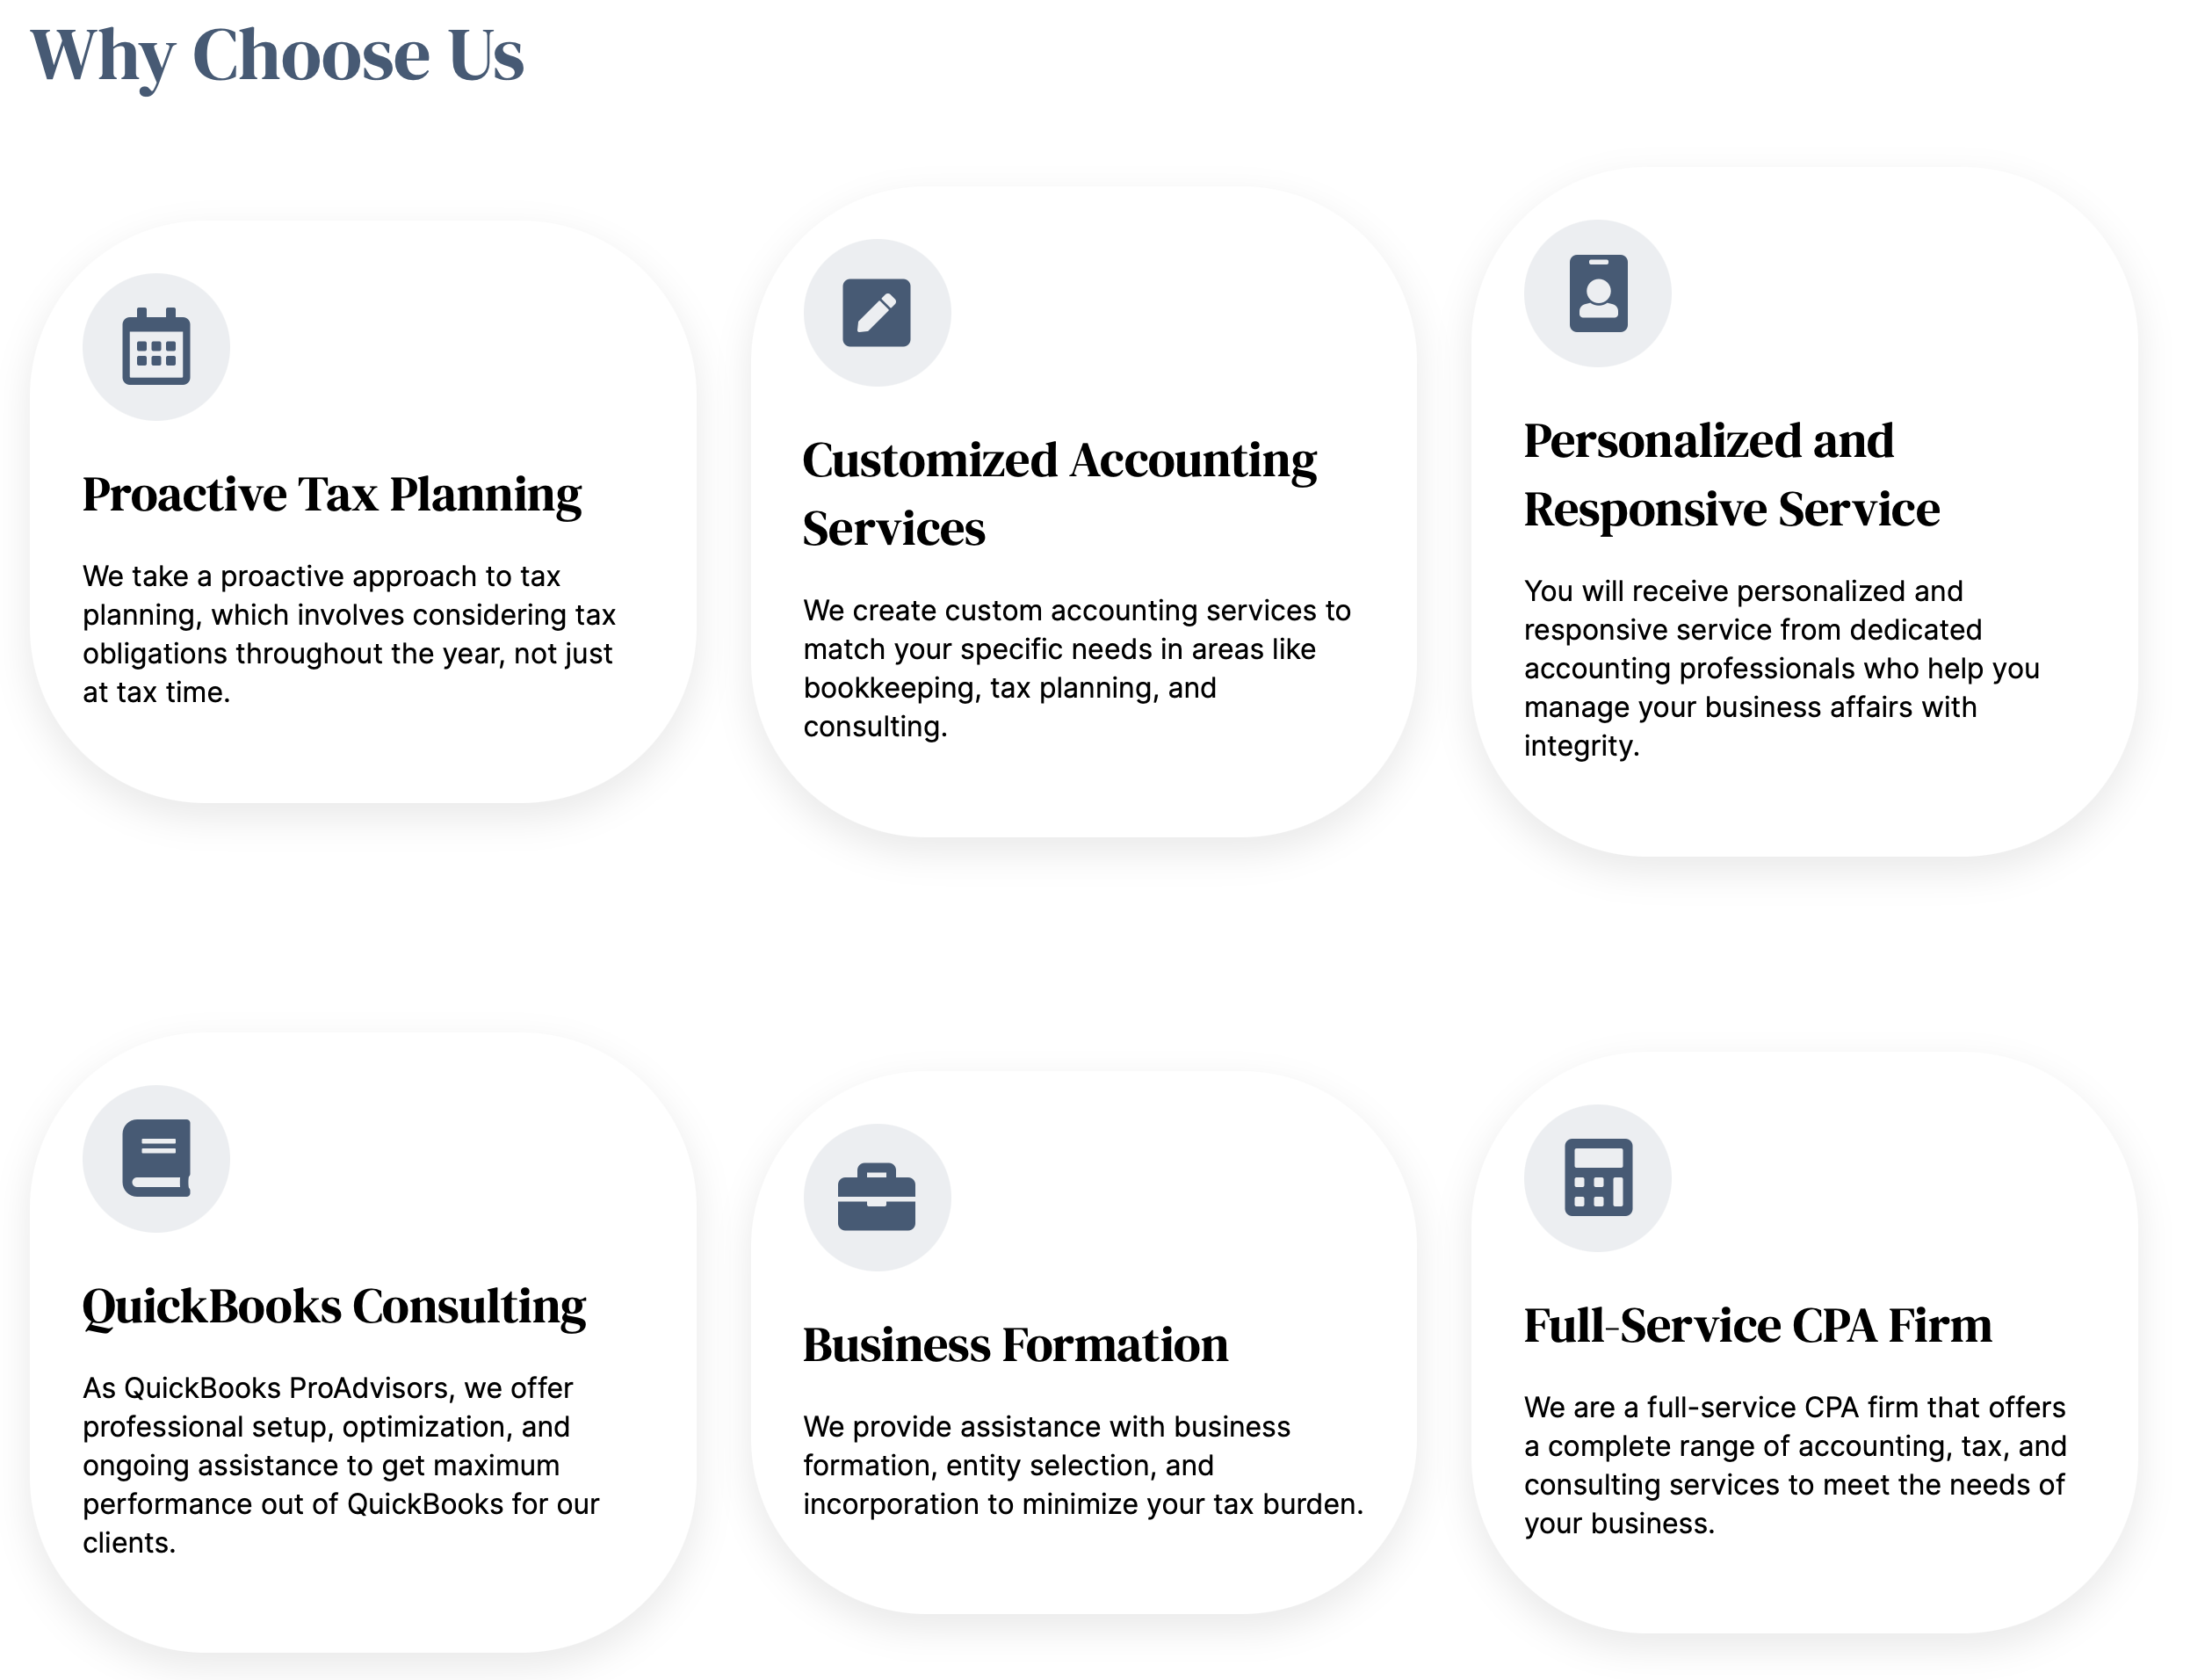 Why Choose Us
Proactive Tax Planning
We take a proactive approach to tax
planning, which involves considering tax
obligations throughout the year, not just
at tax time.
Customized Accounting
Services
We create custom accounting services to
match your specific needs in areas like
bookkeeping, tax planning, and
consulting.
Personalized and
Responsive Service
You will receive personalized and
responsive service from dedicated
accounting professionals who help you
manage your business affairs with
integrity.
QuickBooks Consulting
As QuickBooks ProAdvisors, we offer
professional setup, optimization, and
ongoing assistance to get maximum
performance out of QuickBooks for our
clients.
Business Formation
We provide assistance with business
formation, entity selection, and
incorporation to minimize your tax burden.
Full-Service CPA Firm
We are a full-service CPA firm that offers
a complete range of accounting, tax, and
consulting services to meet the needs of
your business.